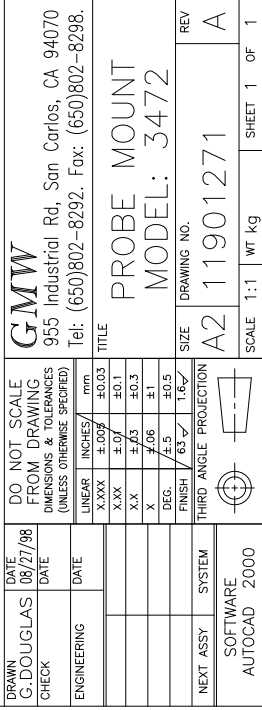 DRAWN
G.DOUGLAS
DATE
08/27/98
CHECK
DATE
ENGINEERING
DATE
NEXT ASSY
SYSTEM
SOFTWARE
AUTOCAD 2000
DO NOT SCALE
FROM DRAWING
DIMENSIONS & TOLERANCES
(UNLESS OTHERWISE SPECIFIED)
LINEAR INCHES mm
X.XXX ±.005 ±0.03
X.XX ±.01 ±0.1
X.X ±.03 ±0.3
X ±.06 ±1
DEG. ±.5 ±0.5
FINISH 63 1.6
THIRD ANGLE PROJECTION
GMW
955 Industrial Rd, San Carlos, CA 94070
Tel: (650)802-8292. Fax: (650)802-8298.
TITLE
PROBE MOUNT
MODEL: 3472
SIZE
A2
DRAWING NO.
11901271
REV
A
SCALE 1:1 WT kg SHEET 1 OF 1